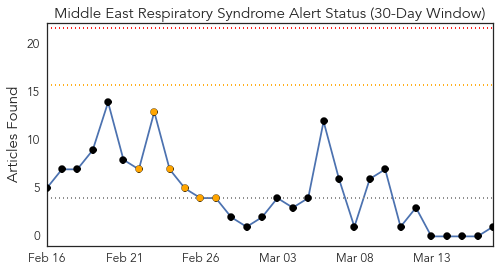 Middle East Respiratory Syndrome Alert Status (30-Day Window)
Articles Found
20
15
10
5
0
Feb 16 Feb 21 Feb 26 Mar 03 Mar 08 Mar 13